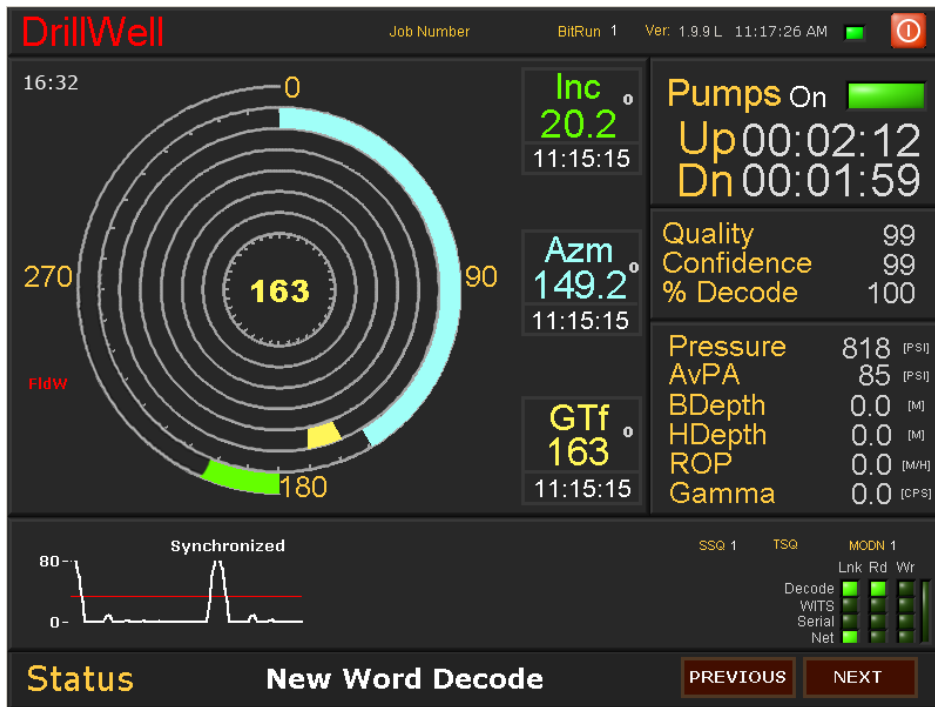 DrillWell
Job Number BitRun 1 Ver: 1.9.9 L 11:17:26 AM
16:32
0
90
180
270
163
FldW
Inc °
20.2
11:15:15
Azm °
149.2
11:15:15
GTf °
163
11:15:15
Pumps On
Up 00:02:12
Dn 00:01:59
Quality 99
Confidence 99
% Decode 100
Pressure 818 [PSI]
AvPA 85 [PSI]
BDepth 0.0 [M]
HDepth 0.0 [M]
ROP 0.0 [M/H]
Gamma 0.0 [CPS]
Synchronized
80-
0-
SSQ 1 TSQ MODN 1
Lnk Rd Wr
Decode
WITS
Serial
Net
Status New Word Decode PREVIOUS NEXT